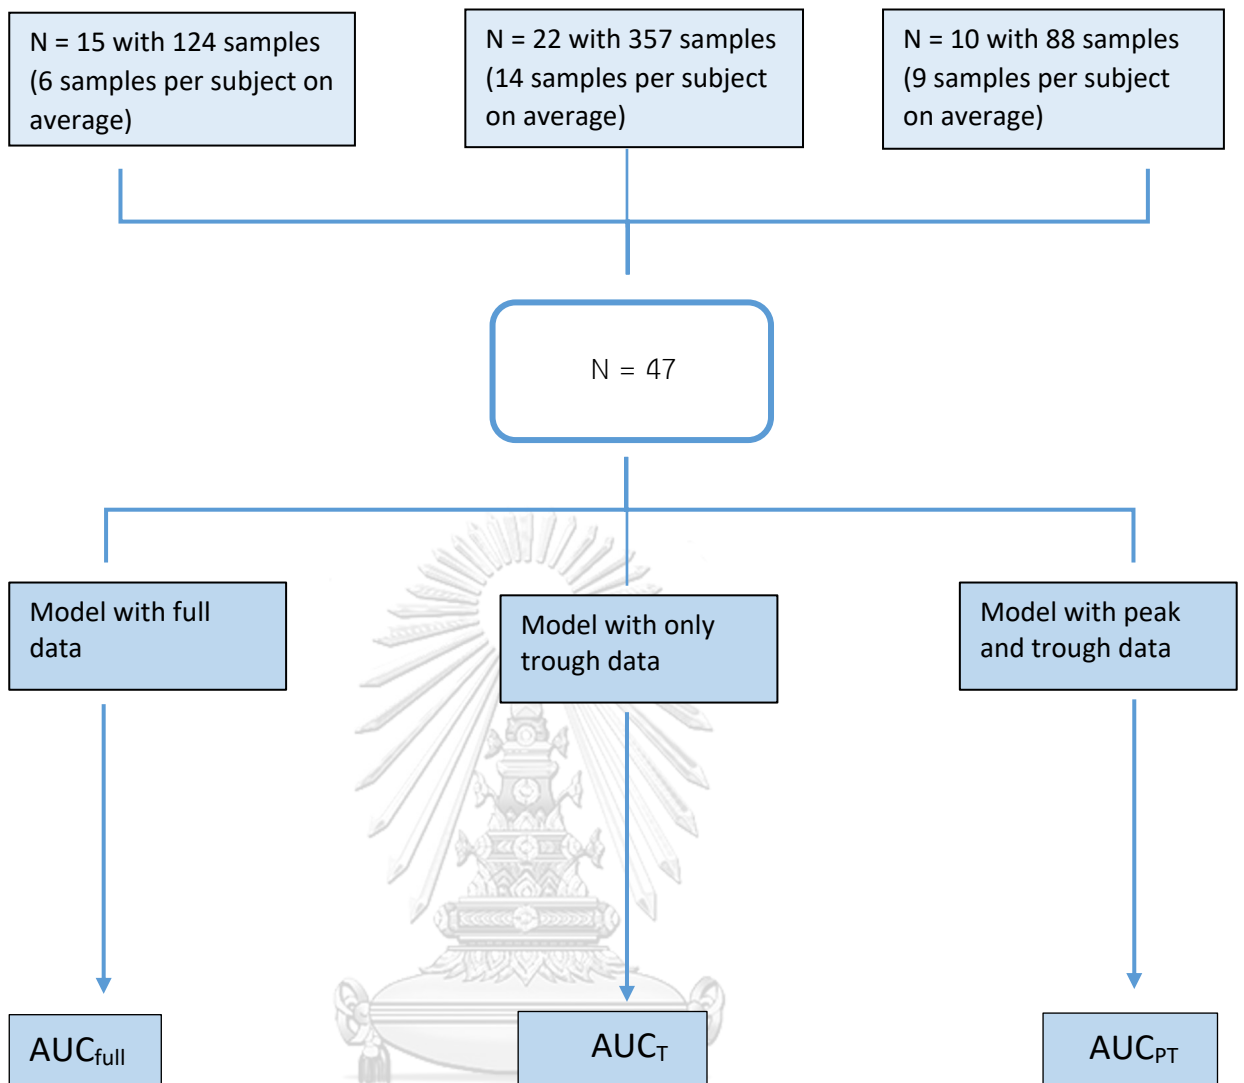 N = 15 with 124 samples
(6 samples per subject on
average)
N = 22 with 357 samples
(14 samples per subject
on average)
N = 10 with 88 samples
(9 samples per subject
on average)
N = 47
Model with full
data
Model with only
trough data
Model with peak
and trough data
AUCfull
AUCT
AUCPT